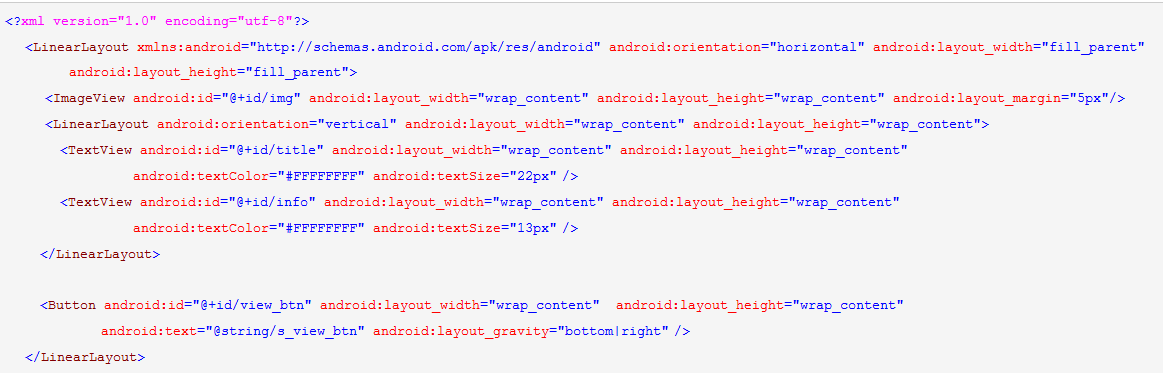 <?xml version="1.0" encoding="utf-8"?>
<LinearLayout xmlns:android="http://schemas.android.com/apk/res/android" android:orientation="horizontal" android:layout_width="fill_parent"
android:layout_height="fill_parent">
<ImageView android:id="@+id/img" android:layout_width="wrap_content" android:layout_height="wrap_content" android:layout_margin="5px"/>
<LinearLayout android:orientation="vertical" android:layout_width="wrap_content" android:layout_height="wrap_content">
<TextView android:id="@+id/title" android:layout_width="wrap_content" android:layout_height="wrap_content"
android:textColor="#FFFFFFFF" android:textSize="22px" />
<TextView android:id="@+id/info" android:layout_width="wrap_content" android:layout_height="wrap_content"
android:textColor="#FFFFFFFF" android:textSize="13px" />
</LinearLayout>
<Button android:id="@+id/view_btn" android:layout_width="wrap_content"  android:layout_height="wrap_content"
android:text="@string/s_view_btn" android:layout_gravity="bottom|right" />
</LinearLayout>